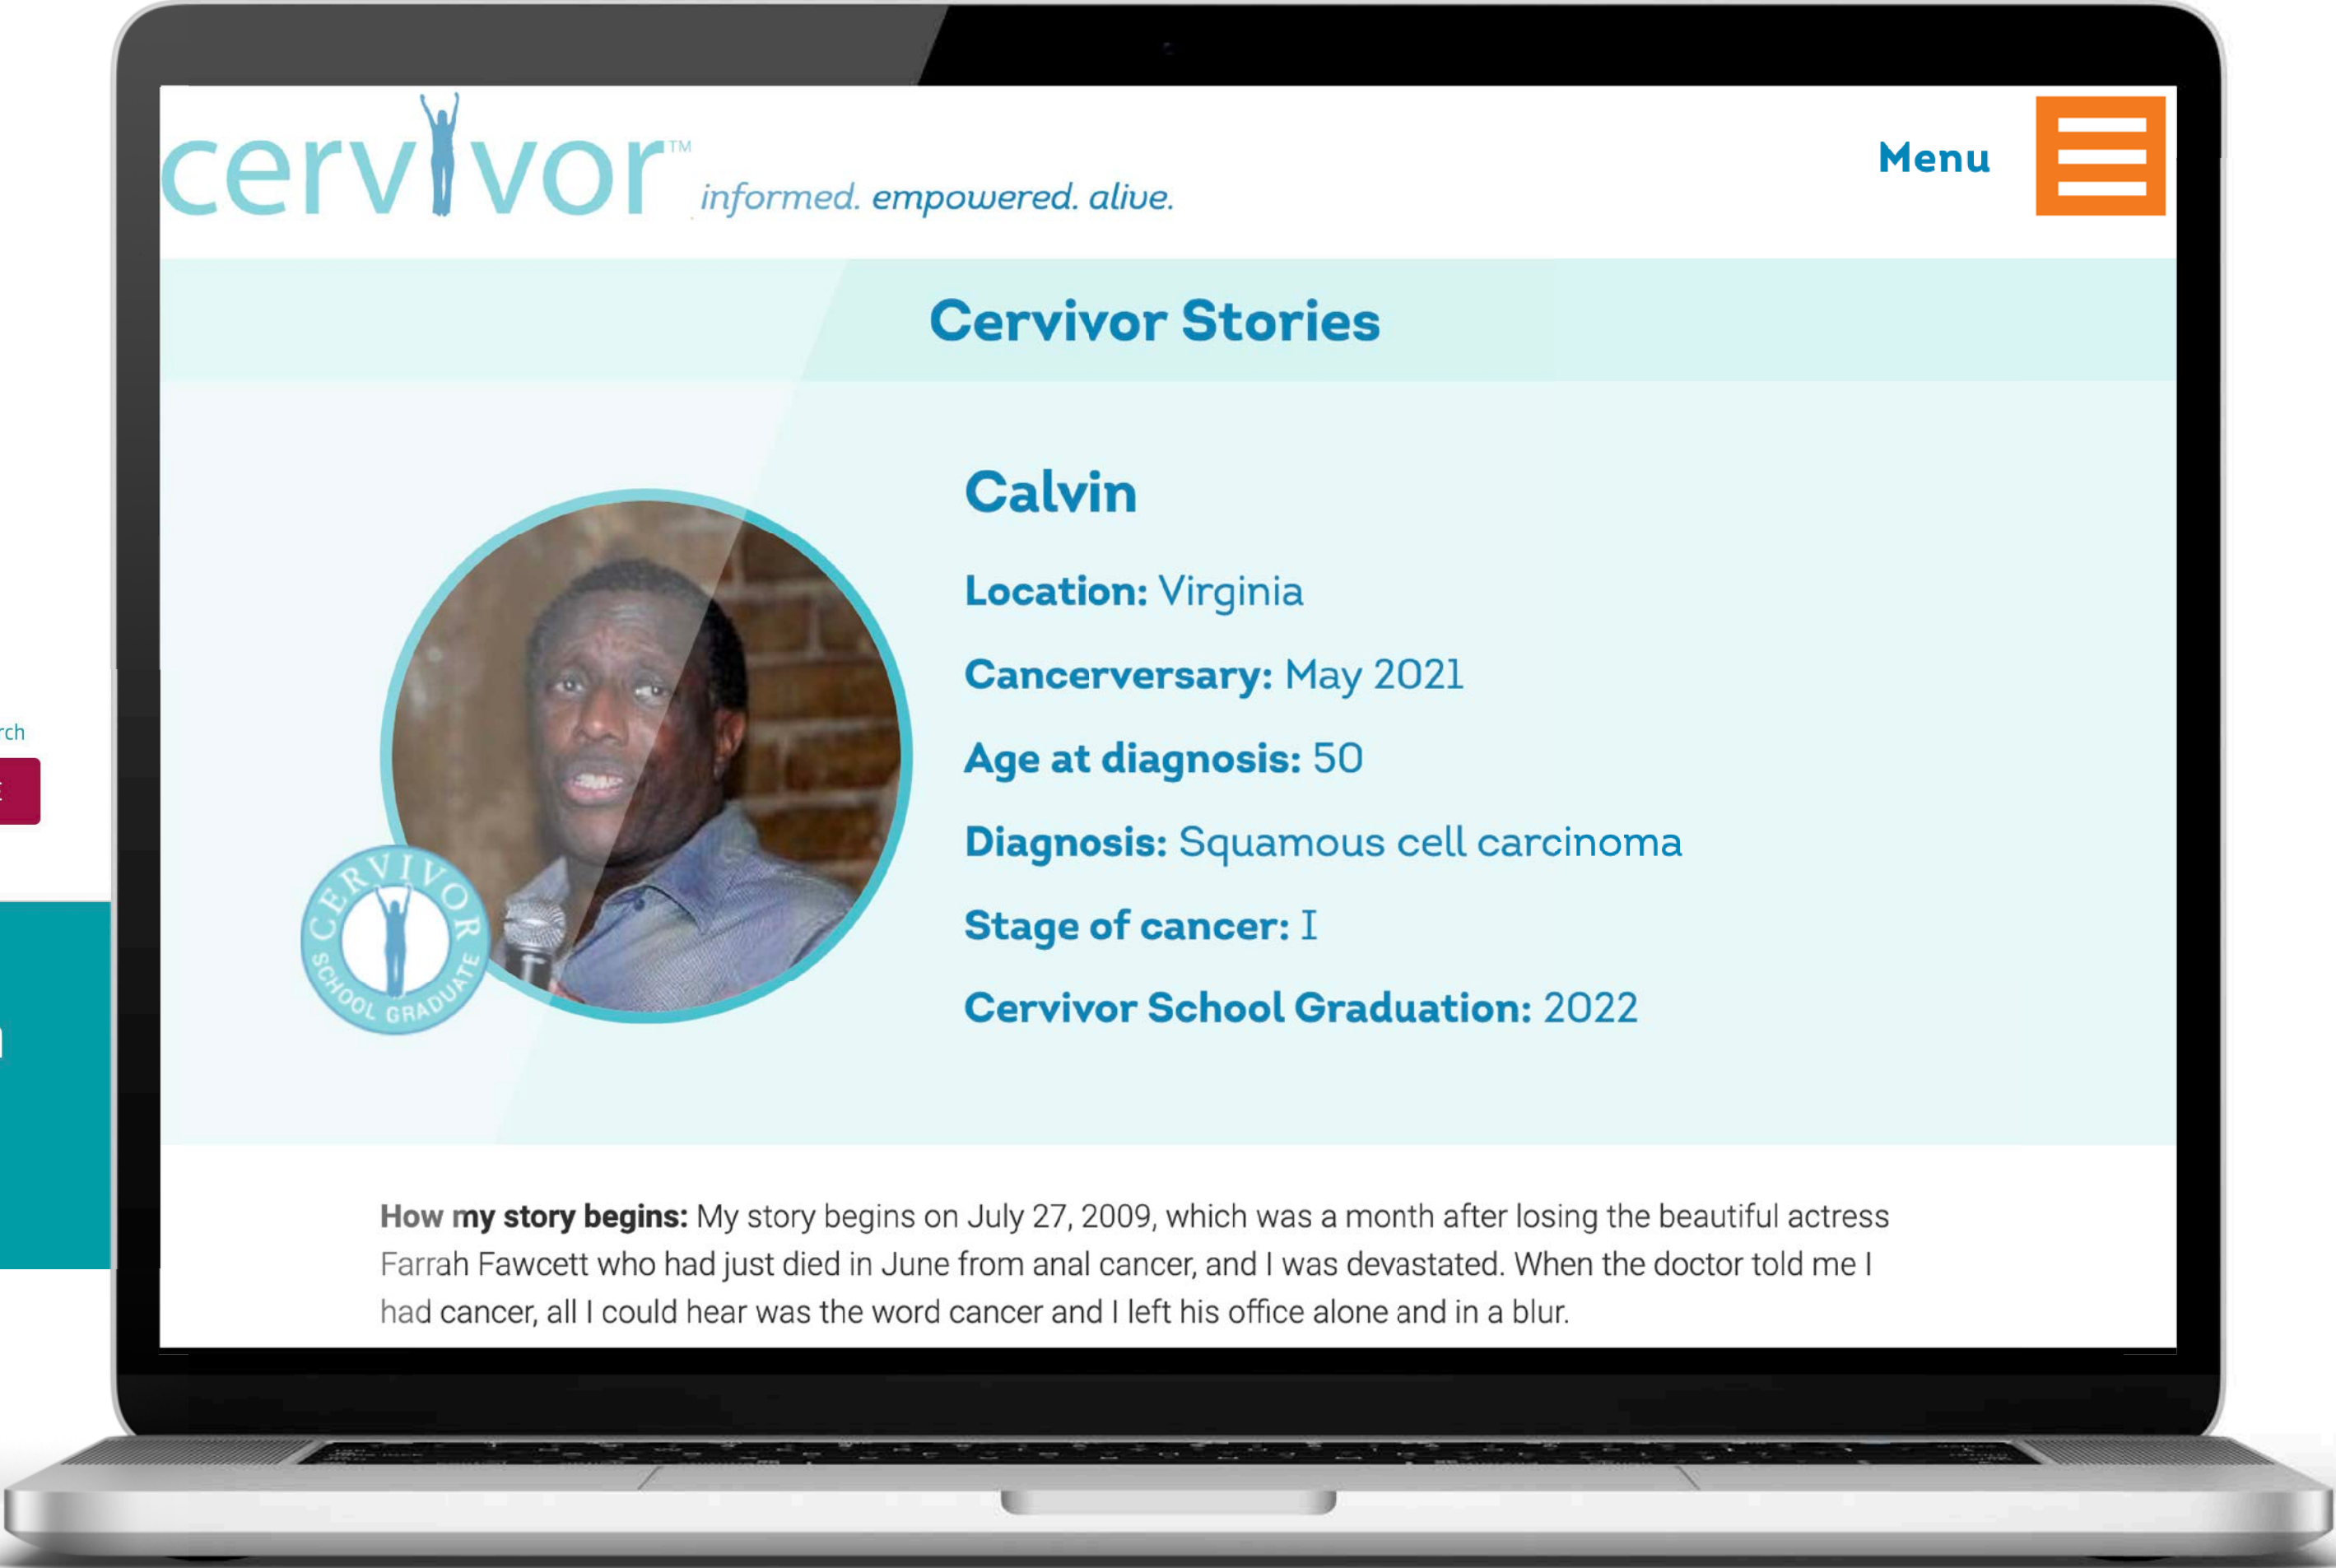 cervivor™
informed. empowered. alive.
Menu
Cervivor Stories
Calvin
Location: Virginia
Cancerversary: May 2021
Age at diagnosis: 50
Diagnosis: Squamous cell carcinoma
Stage of cancer: I
Cervivor School Graduation: 2022
CERVIVOR
SCHOOL GRADUATE
How my story begins: My story begins on July 27, 2009, which was a month after losing the beautiful actress
Farrah Fawcett who had just died in June from anal cancer, and I was devastated. When the doctor told me I
had cancer, all I could hear was the word cancer and I left his office alone and in a blur.
rch